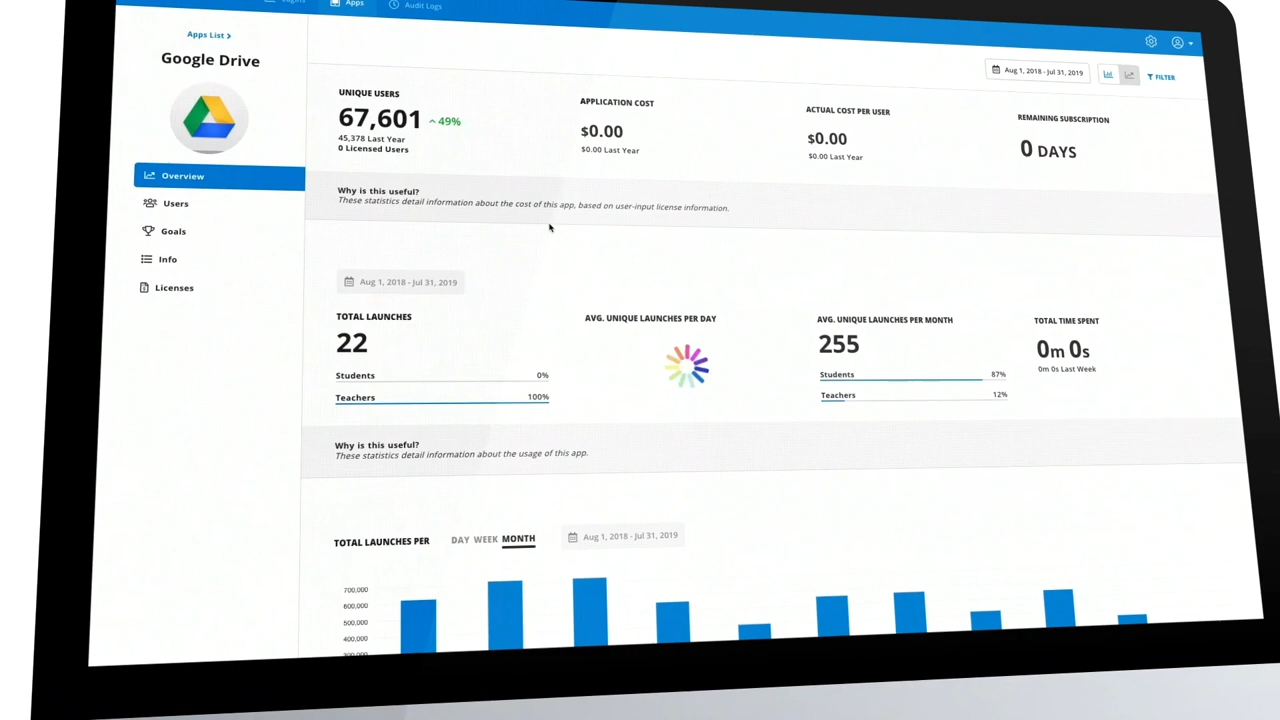 Apps
Audit Logs
Apps List
Google Drive
Overview
Users
Goals
Info
Licenses
Aug 1, 2018 - Jul 31, 2019
FILTER
UNIQUE USERS
67,601
49%
45,378 Last Year
0 Licensed Users
APPLICATION COST
$0.00
$0.00 Last Year
ACTUAL COST PER USER
$0.00
$0.00 Last Year
REMAINING SUBSCRIPTION
0 DAYS
Why is this useful?
These statistics detail information about the cost of this app, based on user-input license information.
Aug 1, 2018 - Jul 31, 2019
TOTAL LAUNCHES
22
Students 0%
Teachers 100%
AVG. UNIQUE LAUNCHES PER DAY
AVG. UNIQUE LAUNCHES PER MONTH
255
Students 87%
Teachers 12%
TOTAL TIME SPENT
0m 0s
0m 0s Last Week
Why is this useful?
These statistics detail information about the usage of this app.
TOTAL LAUNCHES PER DAY WEEK MONTH
Aug 1, 2018 - Jul 31, 2019
700,000
600,000
500,000
400,000